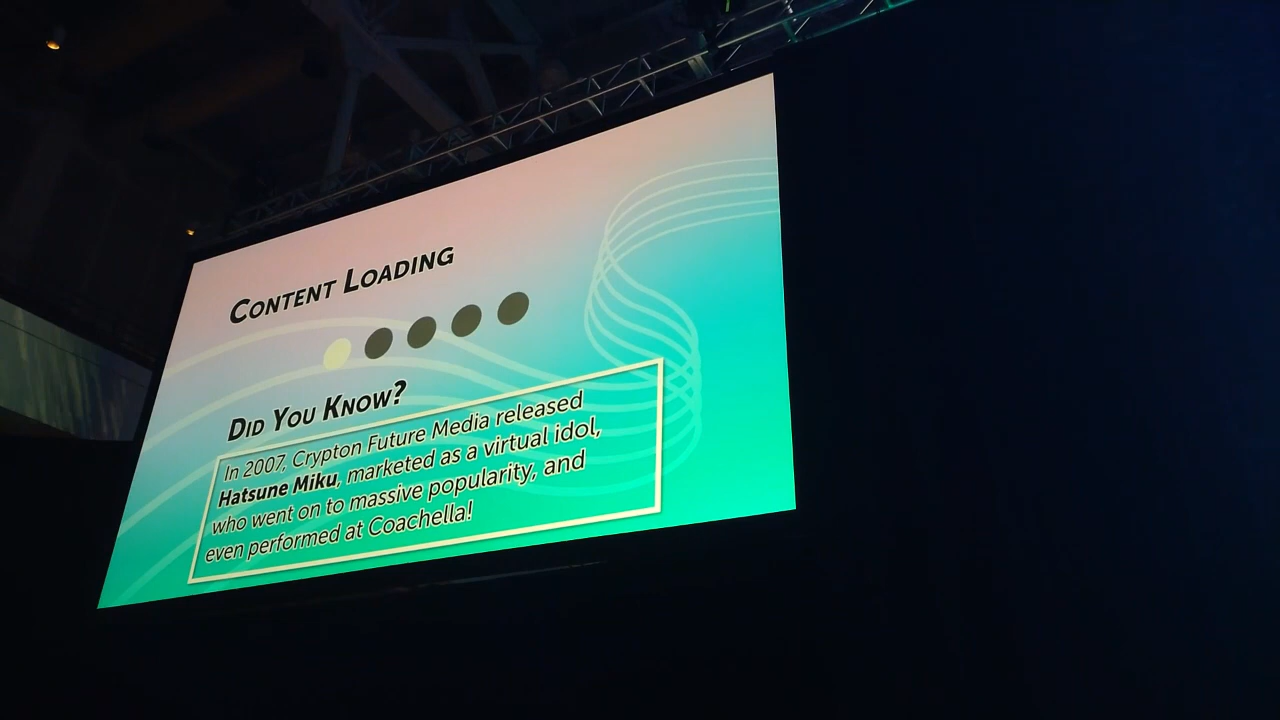 Content Loading
Did You Know?
In 2007, Crypton Future Media released
Hatsune Miku, marketed as a virtual idol,
who went on to massive popularity, and
even performed at Coachella!